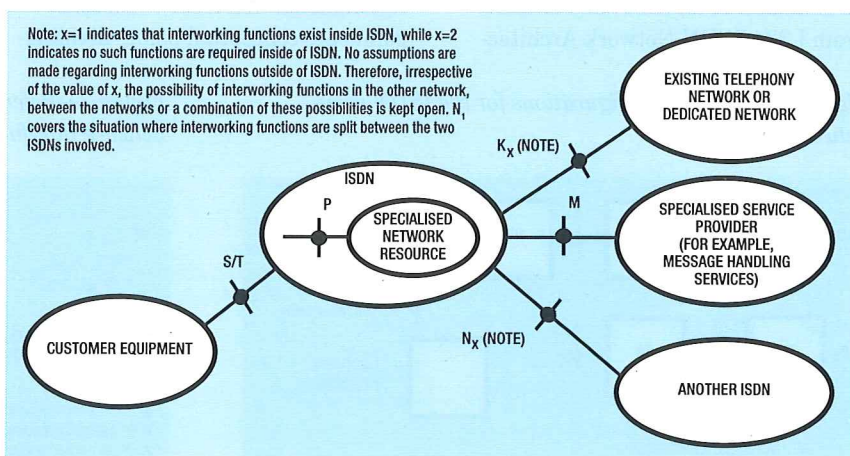 Note: x=1 indicates that interworking functions exist inside ISDN, while x=2
indicates no such functions are required inside of ISDN. No assumptions are
made regarding interworking functions outside of ISDN. Therefore, irrespective
of the value of x, the possibility of interworking functions in the other network,
between the networks or a combination of these possibilities is kept open. N1
covers the situation where interworking functions are split between the two
ISDNs involved.
EXISTING TELEPHONY
NETWORK OR
DEDICATED NETWORK
KX (NOTE)
ISDN
P
SPECIALISED
NETWORK
RESOURCE
M
SPECIALISED SERVICE
PROVIDER
(FOR EXAMPLE,
MESSAGE HANDLING
SERVICES)
S/T
NX (NOTE)
CUSTOMER EQUIPMENT
ANOTHER ISDN